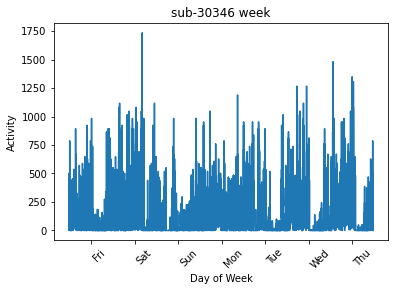 sub-30346 week
1750
1500
1250
1000
750
500
250
0
Activity
Fri
Sat
Sun
Mon
Tue
Wed
Thu
Day of Week